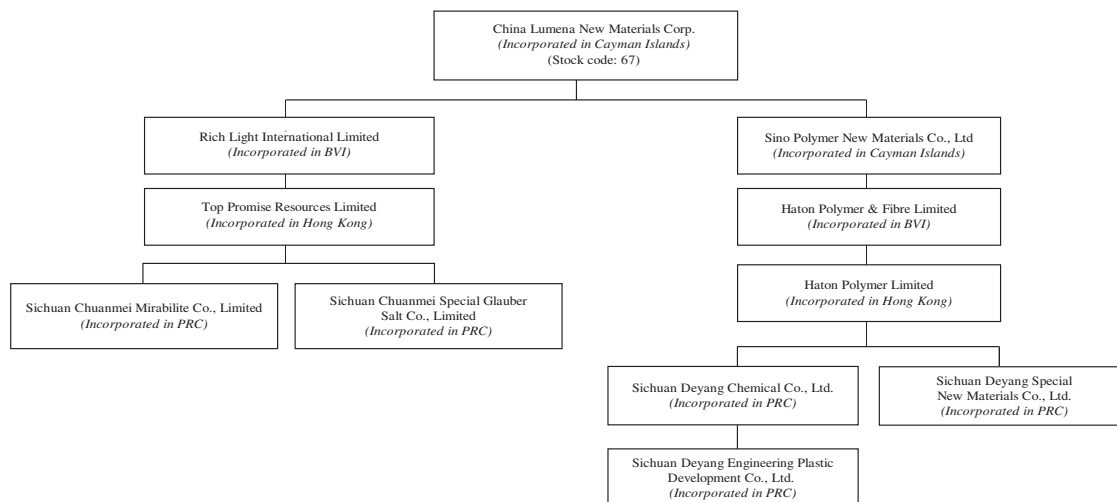 China Lumena New Materials Corp.
(Incorporated in Cayman Islands)
(Stock code: 67)
Rich Light International Limited
(Incorporated in BVI)
Sino Polymer New Materials Co., Ltd
(Incorporated in Cayman Islands)
Top Promise Resources Limited
(Incorporated in Hong Kong)
Haton Polymer & Fibre Limited
(Incorporated in BVI)
Sichuan Chuanmei Mirabilite Co., Limited
(Incorporated in PRC)
Sichuan Chuanmei Special Glauber
Salt Co., Limited
(Incorporated in PRC)
Haton Polymer Limited
(Incorporated in Hong Kong)
Sichuan Deyang Chemical Co., Ltd.
(Incorporated in PRC)
Sichuan Deyang Special
New Materials Co., Ltd.
(Incorporated in PRC)
Sichuan Deyang Engineering Plastic
Development Co., Ltd.
(Incorporated in PRC)